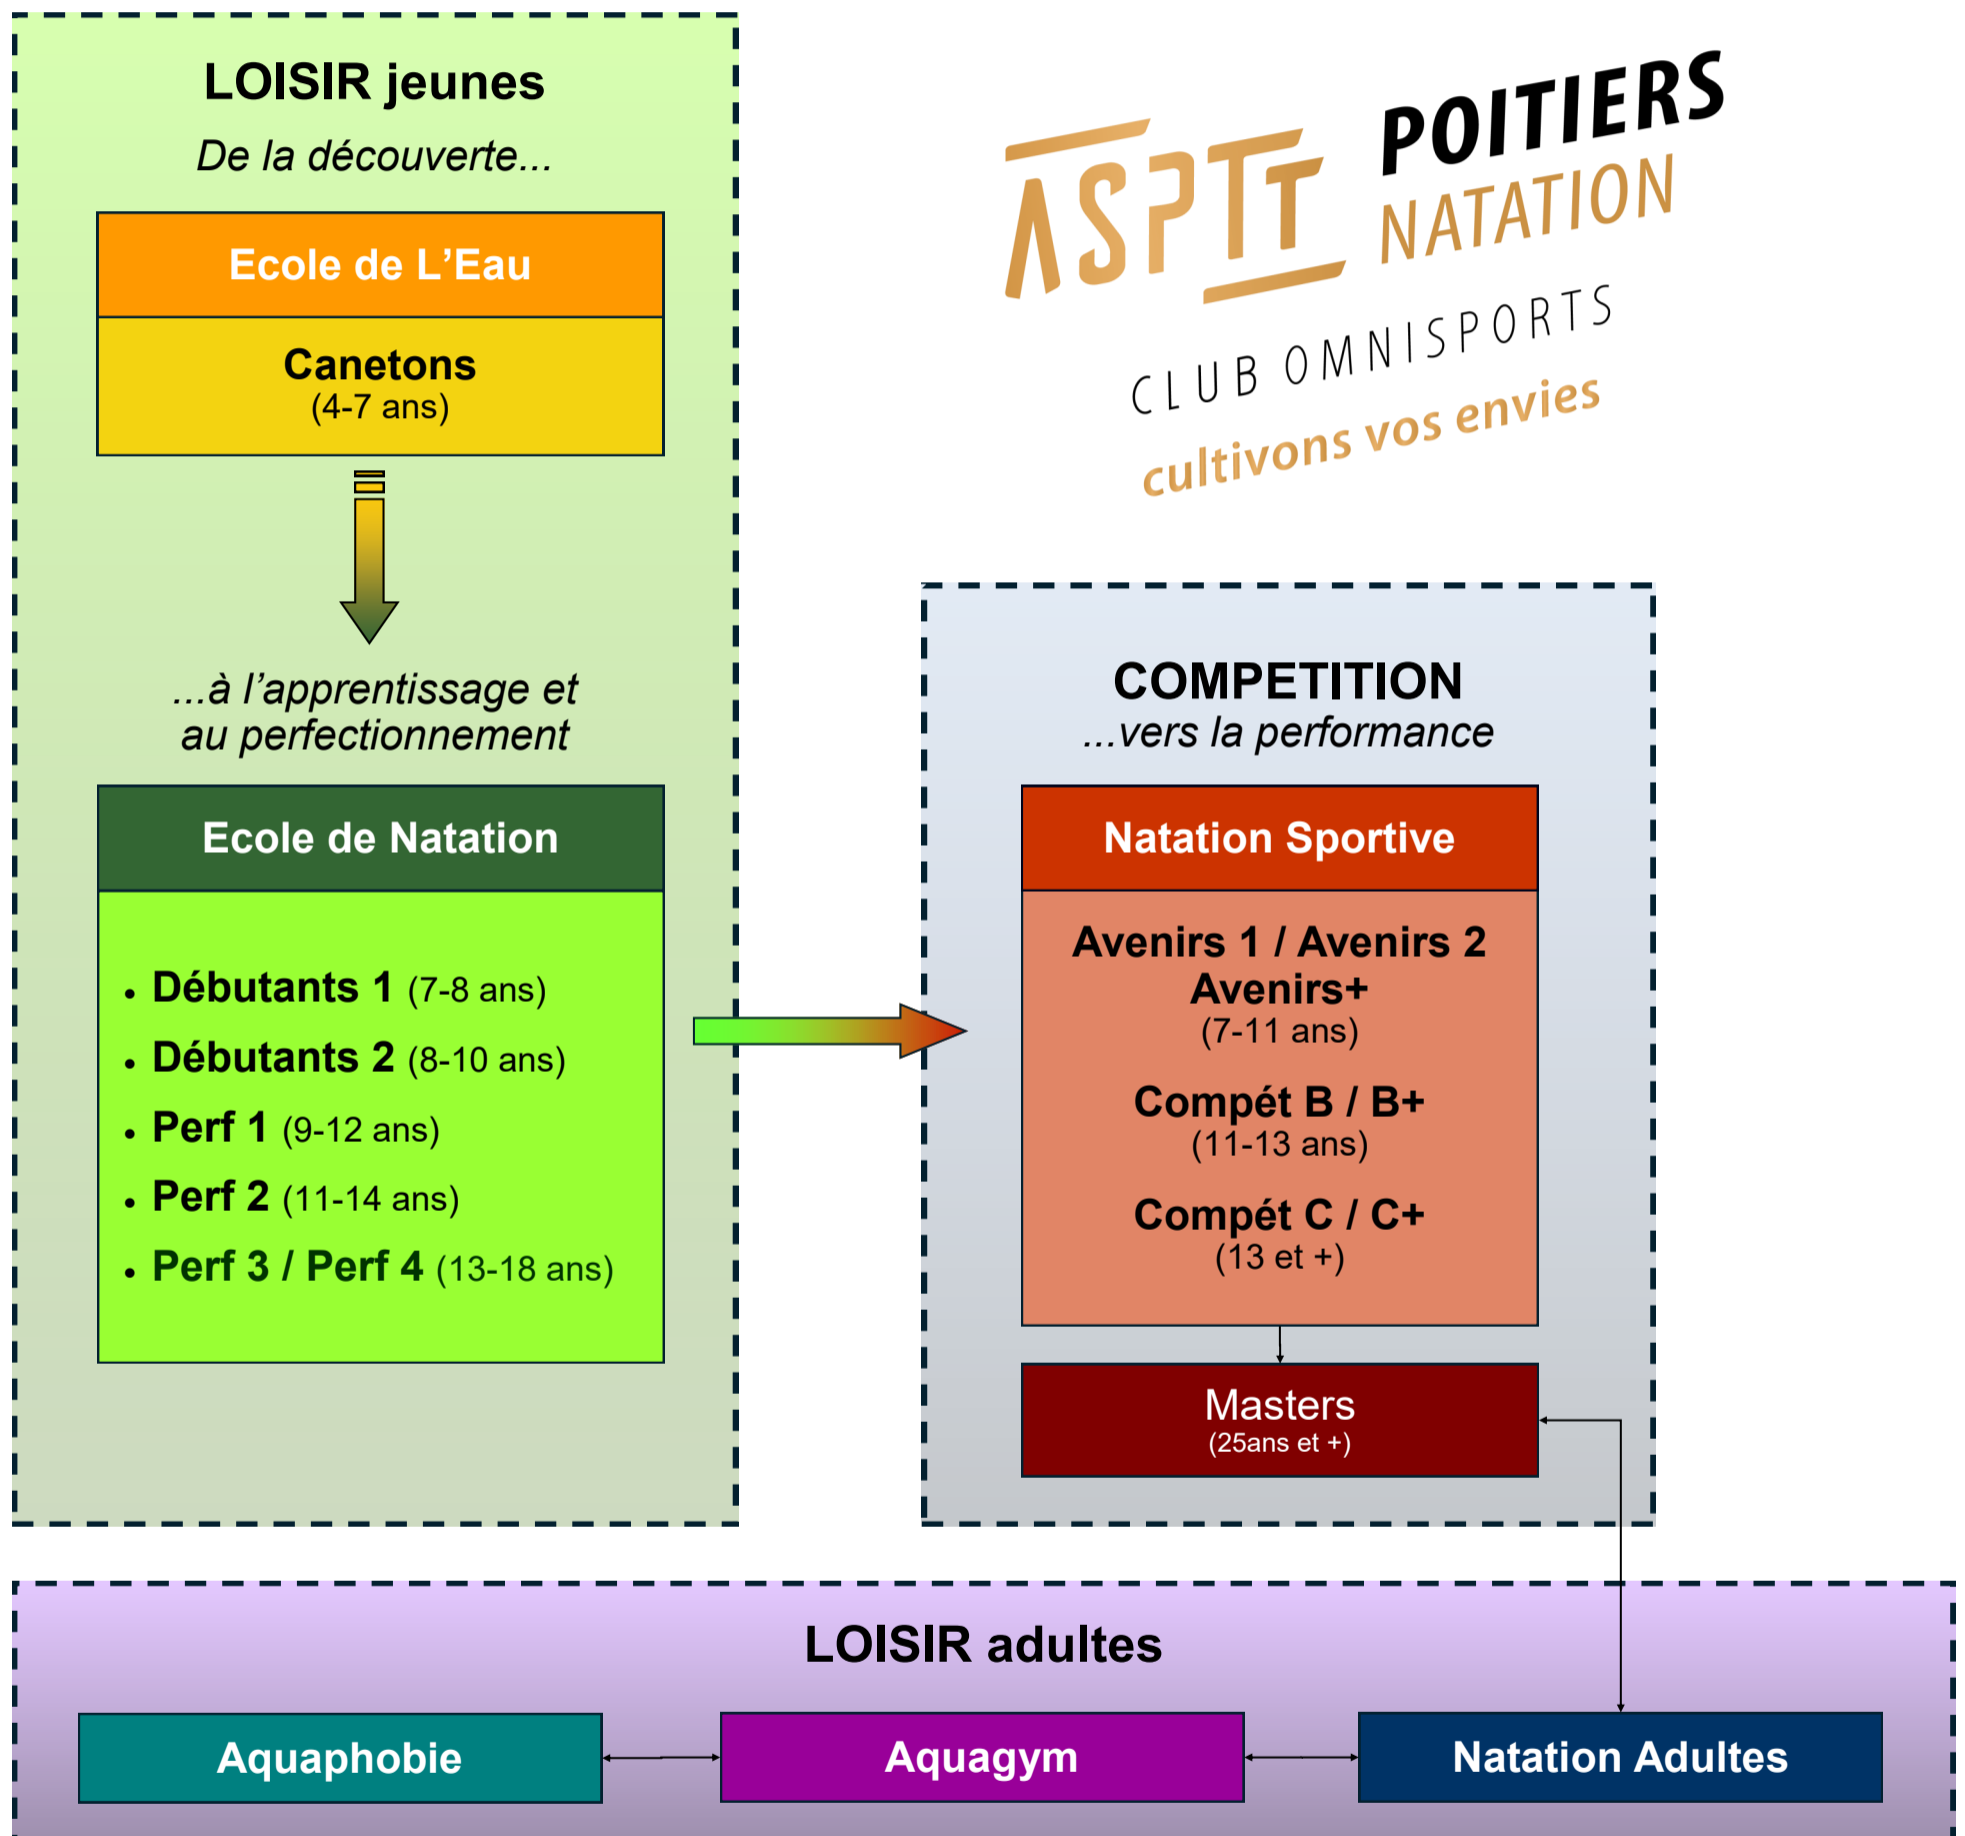 LOISIR jeunes
De la découverte...
Ecole de L’Eau
Canetons
(4-7 ans)
...à l’apprentissage et
au perfectionnement
Ecole de Natation
• Débutants 1 (7-8 ans)
• Débutants 2 (8-10 ans)
• Perf 1 (9-12 ans)
• Perf 2 (11-14 ans)
• Perf 3 / Perf 4 (13-18 ans)
ASPTT POITIERS
NATATION
CLUB OMNISPORTS
cultivons vos envies
COMPETITION
...vers la performance
Natation Sportive
Avenirs 1 / Avenirs 2
Avenirs+
(7-11 ans)
Compét B / B+
(11-13 ans)
Compét C / C+
(13 et +)
Masters
(25ans et +)
LOISIR adultes
Aquaphobie
Aquagym
Natation Adultes